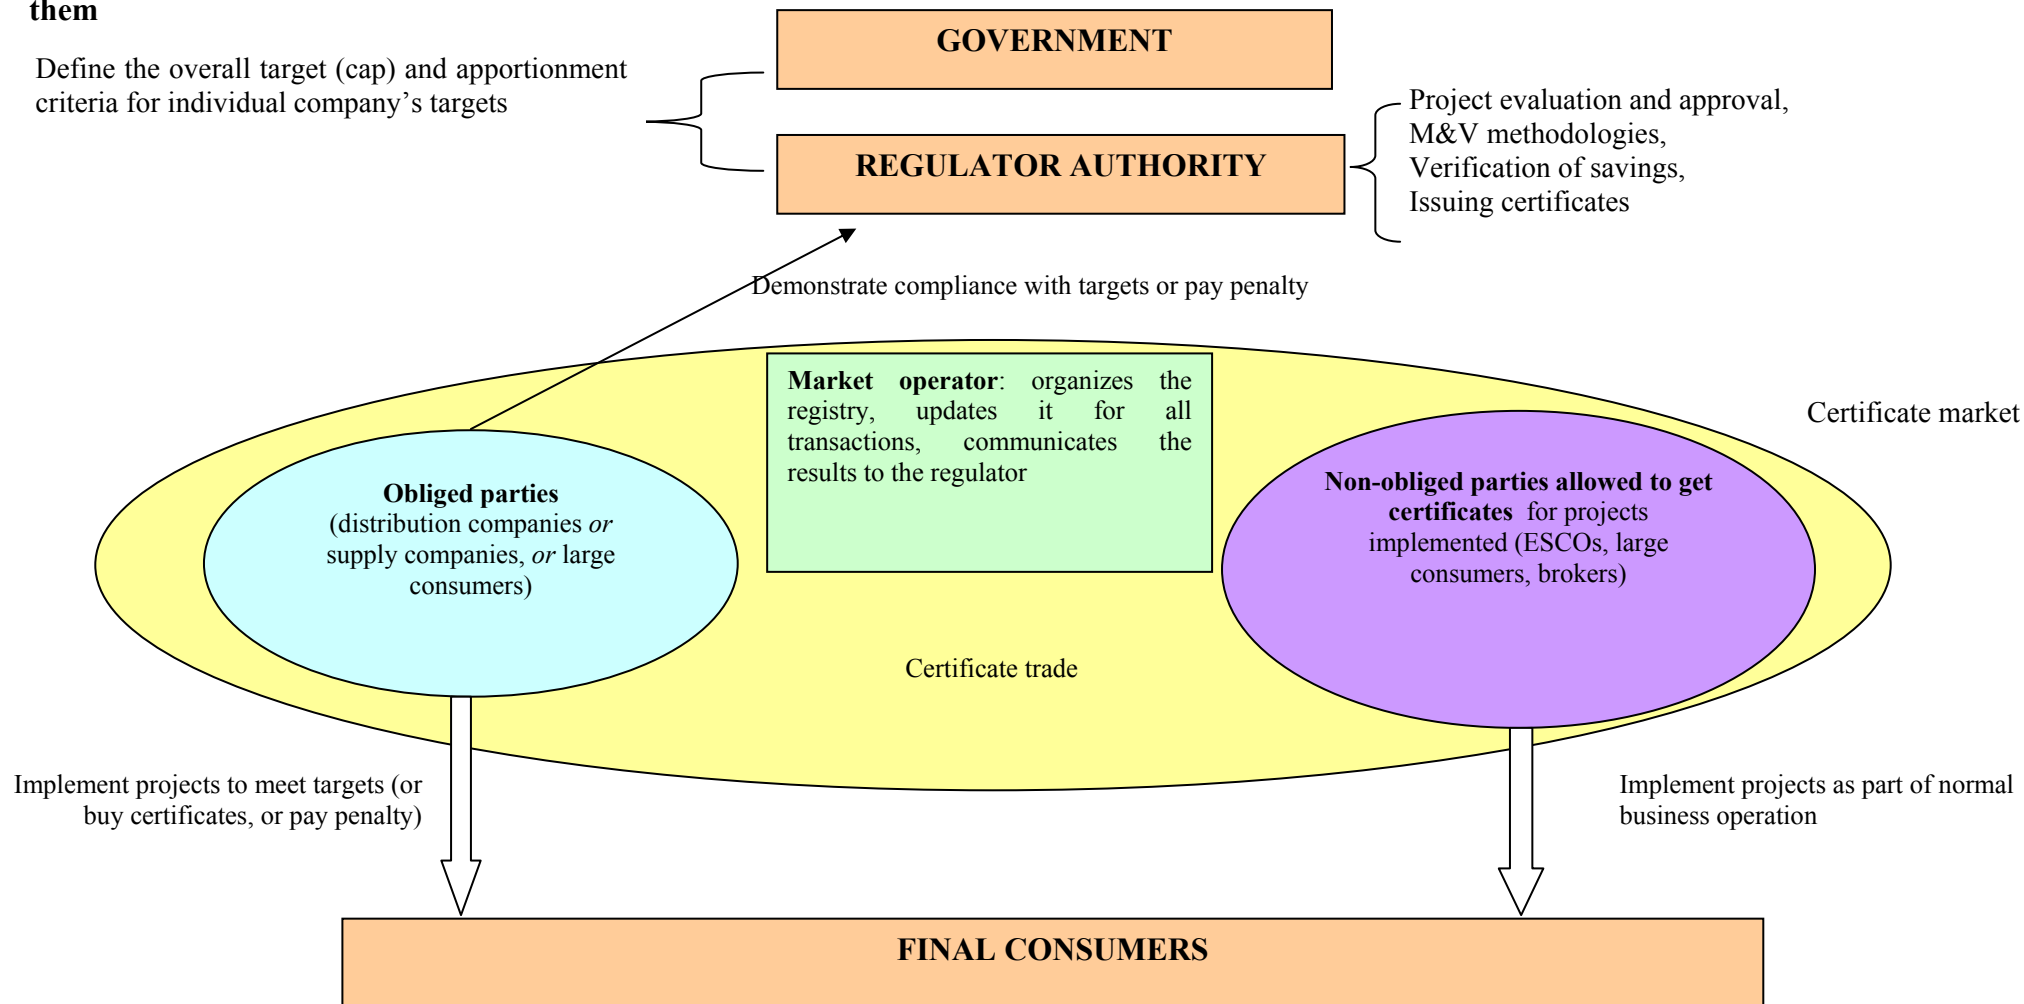 them
Define the overall target (cap) and apportionment
criteria for individual company’s targets
GOVERNMENT
REGULATOR AUTHORITY
Project evaluation and approval,
M&V methodologies,
Verification of savings,
Issuing certificates
Demonstrate compliance with targets or pay penalty
Certificate market
Market operator: organizes the
registry, updates it for all
transactions, communicates the
results to the regulator
Obliged parties
(distribution companies or
supply companies, or large
consumers)
Non-obliged parties allowed to get
certificates for projects
implemented (ESCOs, large
consumers, brokers)
Certificate trade
Implement projects to meet targets (or
buy certificates, or pay penalty)
Implement projects as part of normal
business operation
FINAL CONSUMERS